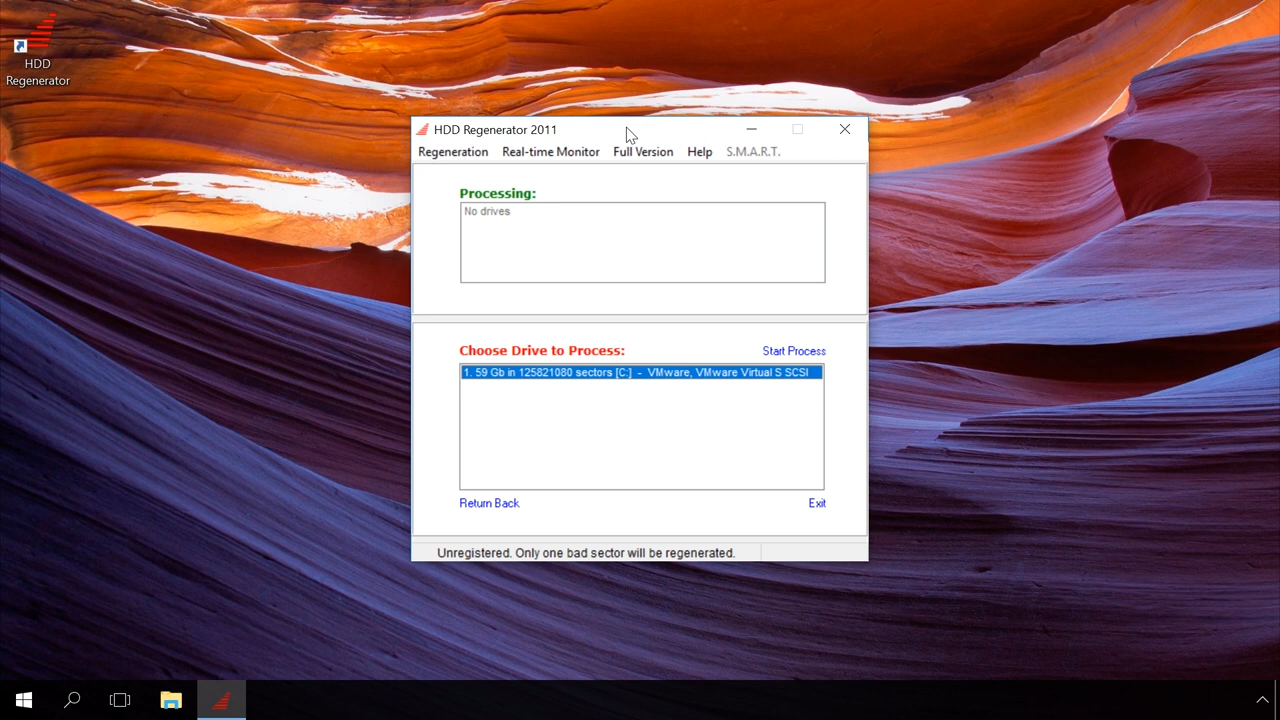 HDD
Regenerator
HDD Regenerator 2011
Regeneration Real-time Monitor Full Version Help S.M.A.R.T.
Processing:
No drives
Choose Drive to Process: Start Process
1. 59 Gb in 125821080 sectors [C:] - VMware, VMware Virtual S SCSI
Return Back Exit
Unregistered. Only one bad sector will be regenerated.